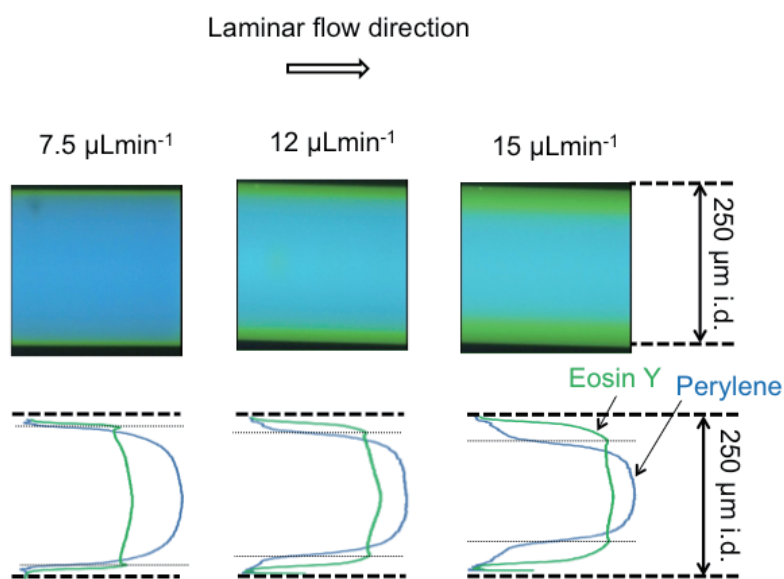 Laminar flow direction
7.5 µLmin-1
12 µLmin-1
15 µLmin-1
250 µm i.d.
Eosin Y
Perylene
250 µm i.d.